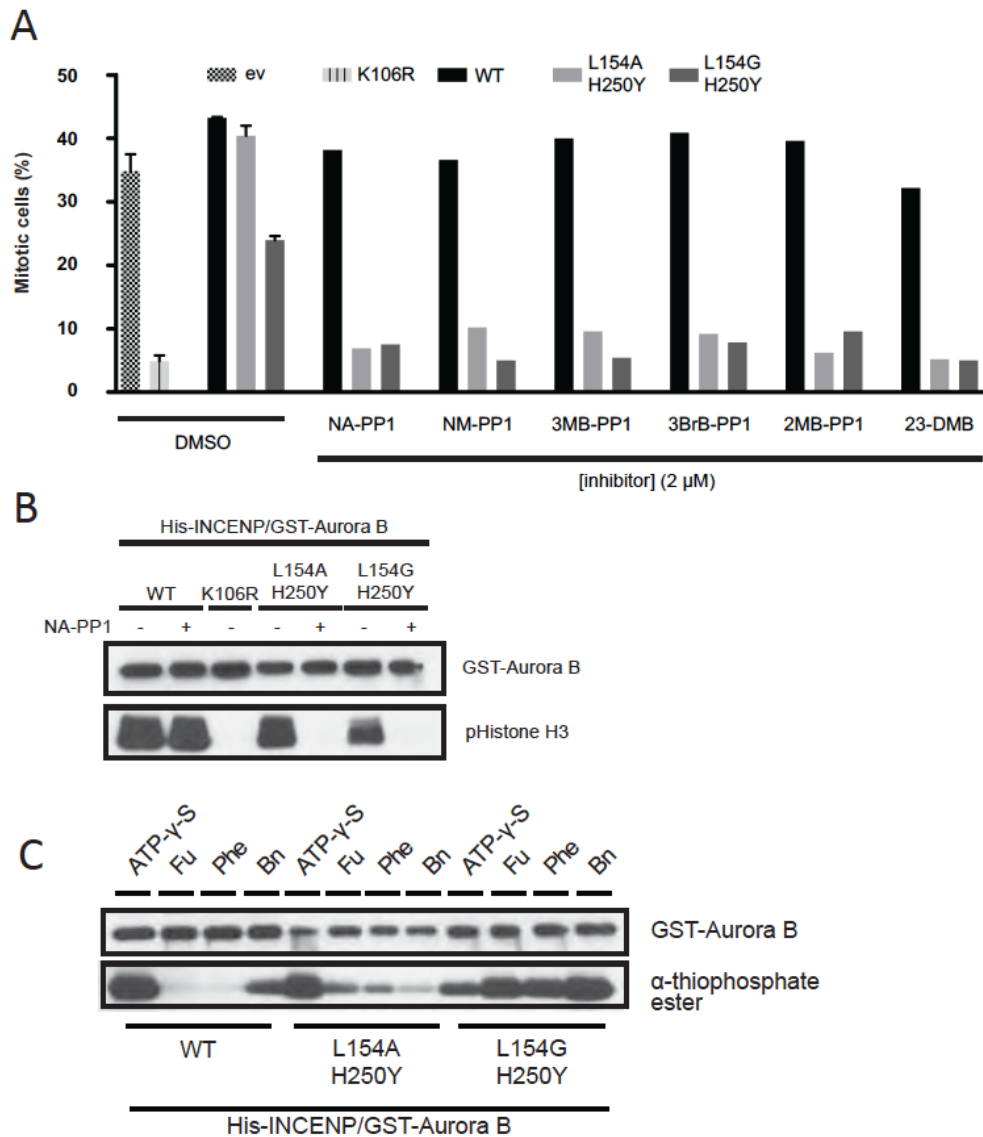 A
ev
K106R
WT
L154A
H250Y
L154G
H250Y
Mitotic cells (%)
50
40
30
20
10
0
DMSO
NA-PP1
NM-PP1
3MB-PP1
3BrB-PP1
2MB-PP1
23-DMB
[inhibitor] (2 µM)
B
His-INCENP/GST-Aurora B
WT
K106R
L154A
H250Y
L154G
H250Y
NA-PP1 - + - - + - +
GST-Aurora B
pHistone H3
C
ATP-γ-S Fu Phe Bn ATP-γ-S Fu Phe Bn ATP-γ-S Fu Phe Bn
GST-Aurora B
α-thiophosphate
ester
WT
L154A
H250Y
L154G
H250Y
His-INCENP/GST-Aurora B